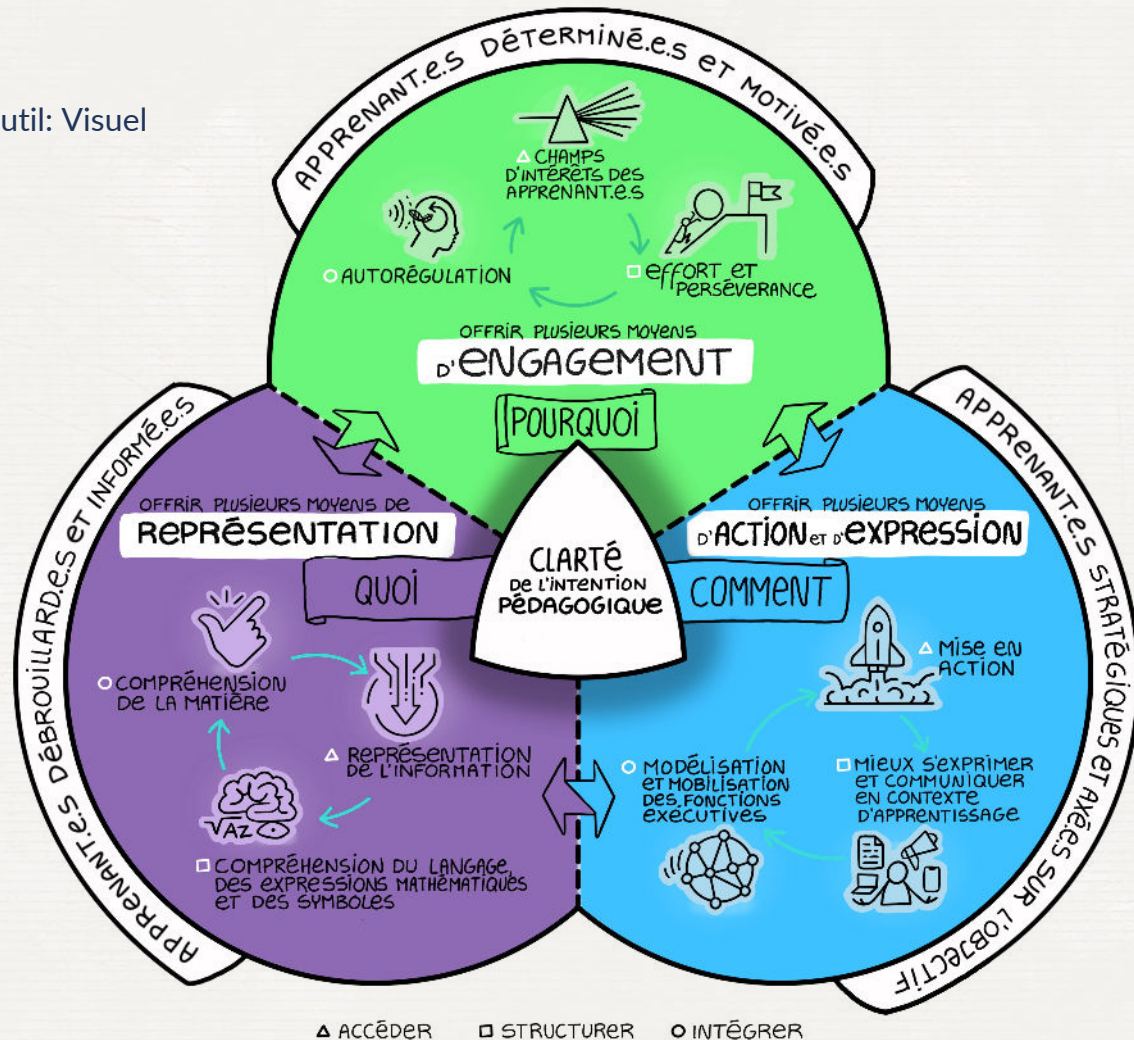 util: Visuel
APPRENANT.E.S DÉTERMINÉ.E.S ET MOTIVÉ.E.S
△ CHAMPS
D'INTÉRÊTS DES
APPRENANT.E.S
○ AUTORÉGULATION
□ EFFORT ET
PERSÉVERANCE
OFFRIR PLUSIEURS MOYENS
D'ENGAGEMENT
POURQUOI
APPRENANT.E.S DÉBROUILLARD.E.S ET INFORMÉ.E.S
OFFRIR PLUSIEURS MOYENS DE
REPRÉSENTATION
QUOI
○ COMPRÉHENSION
DE LA MATIÈRE
△ REPRÉSENTATION
DE L'INFORMATION
√AZ
□ COMPRÉHENSION DU LANGAGE,
DES EXPRESSIONS MATHÉMATIQUES
ET DES SYMBOLES
CLARTÉ
DE L'INTENTION
PÉDAGOGIQUE
APPRENANT.E.S STRATÉGIQUES ET AXÉ.E.S SUR L'OBJECTIF
OFFRIR PLUSIEURS MOYENS
D'ACTION ET D'EXPRESSION
COMMENT
△ MISE EN
ACTION
○ MODÉLISATION
ET MOBILISATION
DES FONCTIONS
EXÉCUTIVES
□ MIEUX S'EXPRIMER
ET COMMUNIQUER
EN CONTEXTE
D'APPRENTISSAGE
△ ACCÉDER □ STRUCTURER ○ INTÉGRER